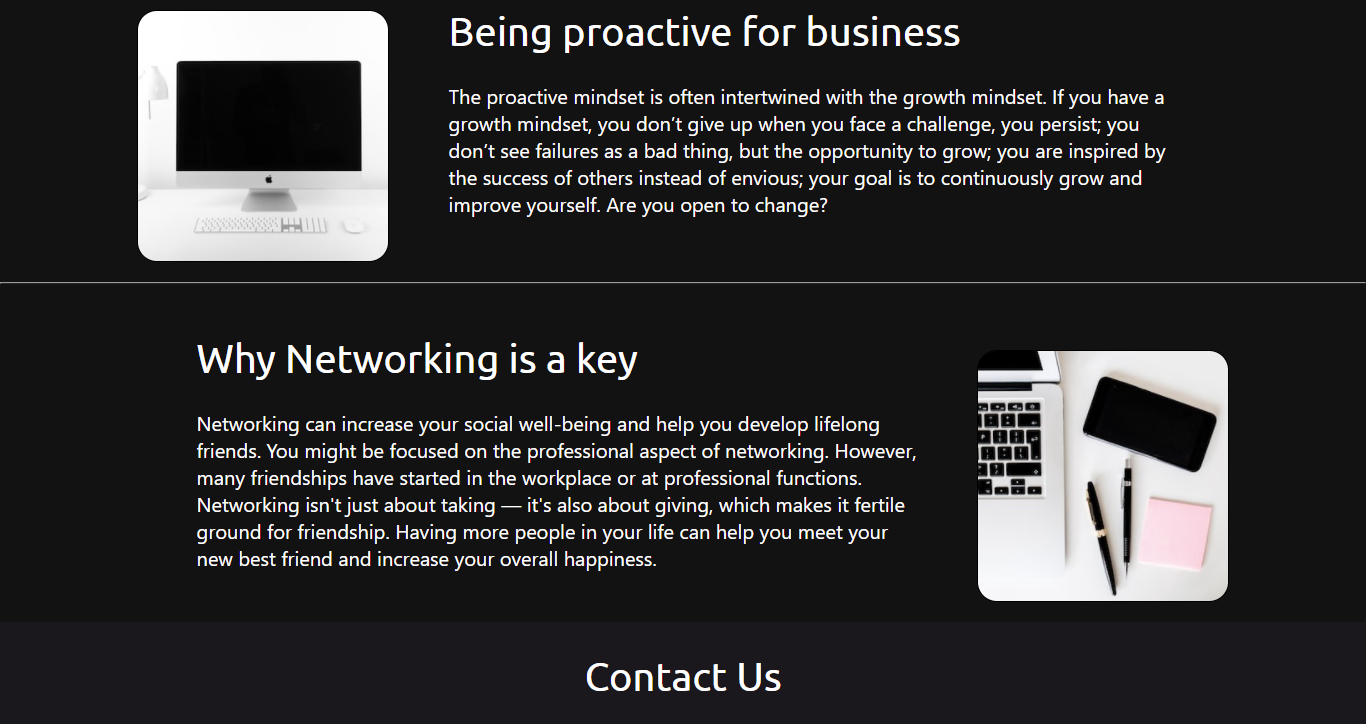 Being proactive for business
The proactive mindset is often intertwined with the growth mindset. If you have a
growth mindset, you don’t give up when you face a challenge, you persist; you
don’t see failures as a bad thing, but the opportunity to grow; you are inspired by
the success of others instead of envious; your goal is to continuously grow and
improve yourself. Are you open to change?
Why Networking is a key
Networking can increase your social well-being and help you develop lifelong
friends. You might be focused on the professional aspect of networking. However,
many friendships have started in the workplace or at professional functions.
Networking isn't just about taking — it's also about giving, which makes it fertile
ground for friendship. Having more people in your life can help you meet your
new best friend and increase your overall happiness.
Contact Us